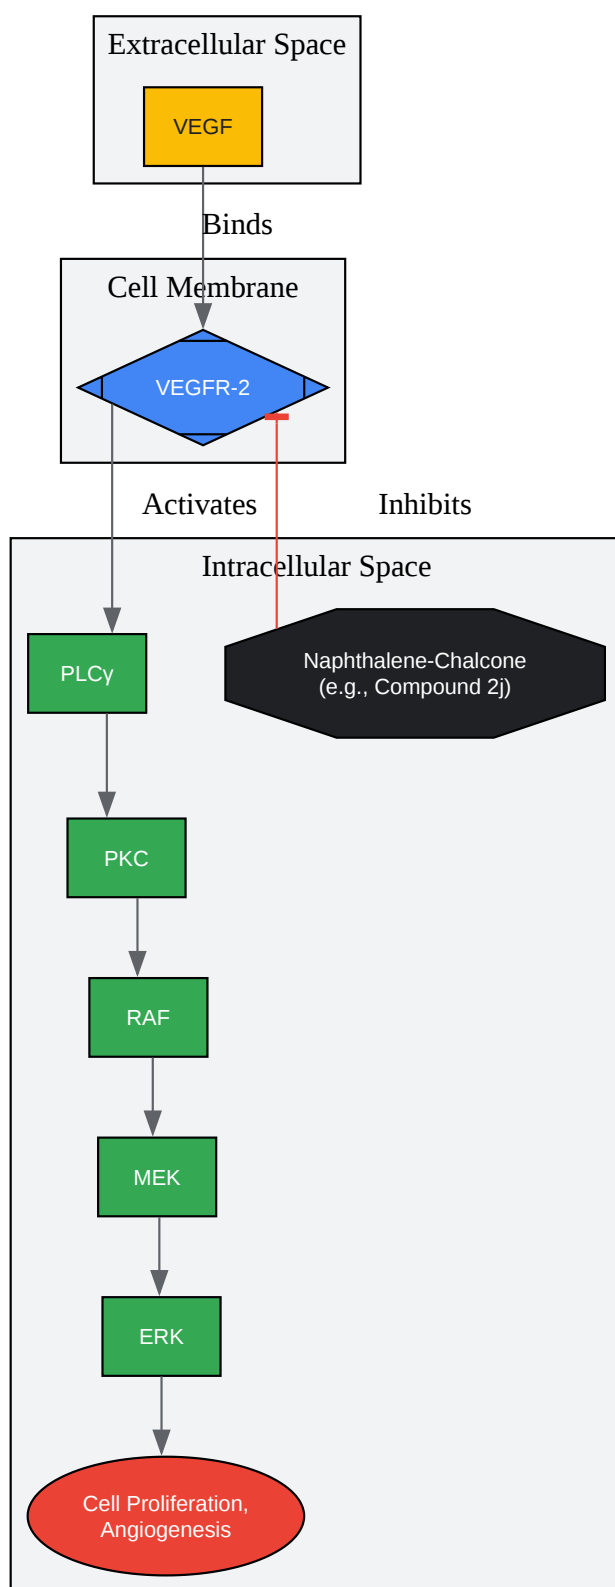 Extracellular Space
VEGF
Binds
Cell Membrane
VEGFR-2
Activates
Inhibits
Intracellular Space
PLCγ
Naphthalene-Chalcone
(e.g., Compound 2j)
PKC
RAF
MEK
ERK
Cell Proliferation,
Angiogenesis